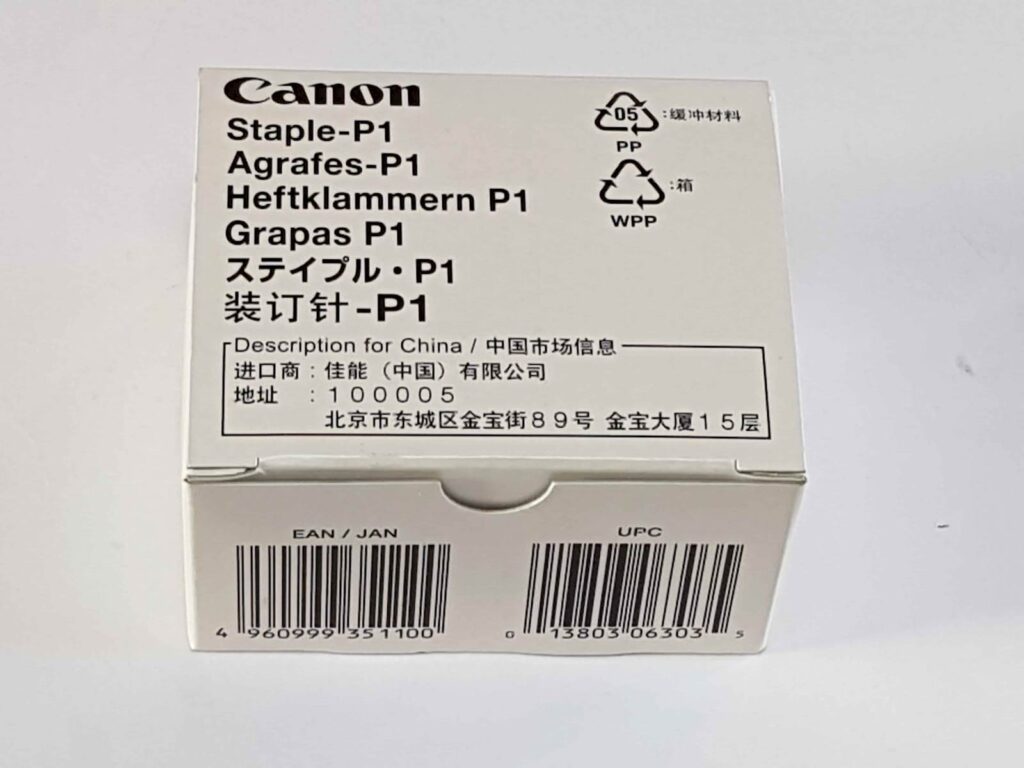 Canon
Staple-P1
Agrafes-P1
Heftklammern P1
Grapas P1
ステイプル・P1
装订针-P1
05 :缓冲材料
PP
:箱
WPP
Description for China / 中国市场信息
进口商:佳能(中国)有限公司
地址 :100005
北京市东城区金宝街89号 金宝大厦15层
EAN / JAN
4 960999 351100
UPC
0 13803 06303 5